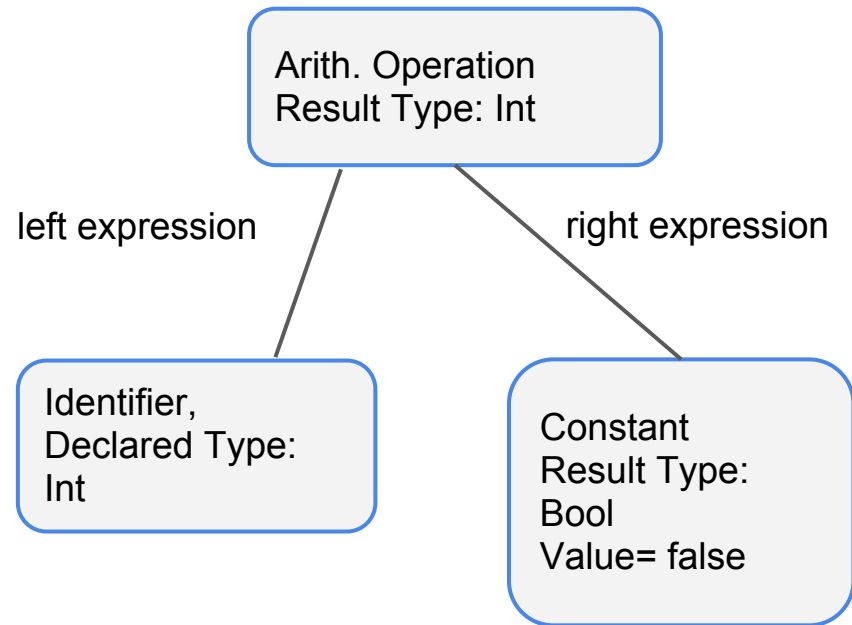 Arith. Operation
Result Type: Int
left expression
right expression
Identifier,
Declared Type:
Int
Constant
Result Type:
Bool
Value= false